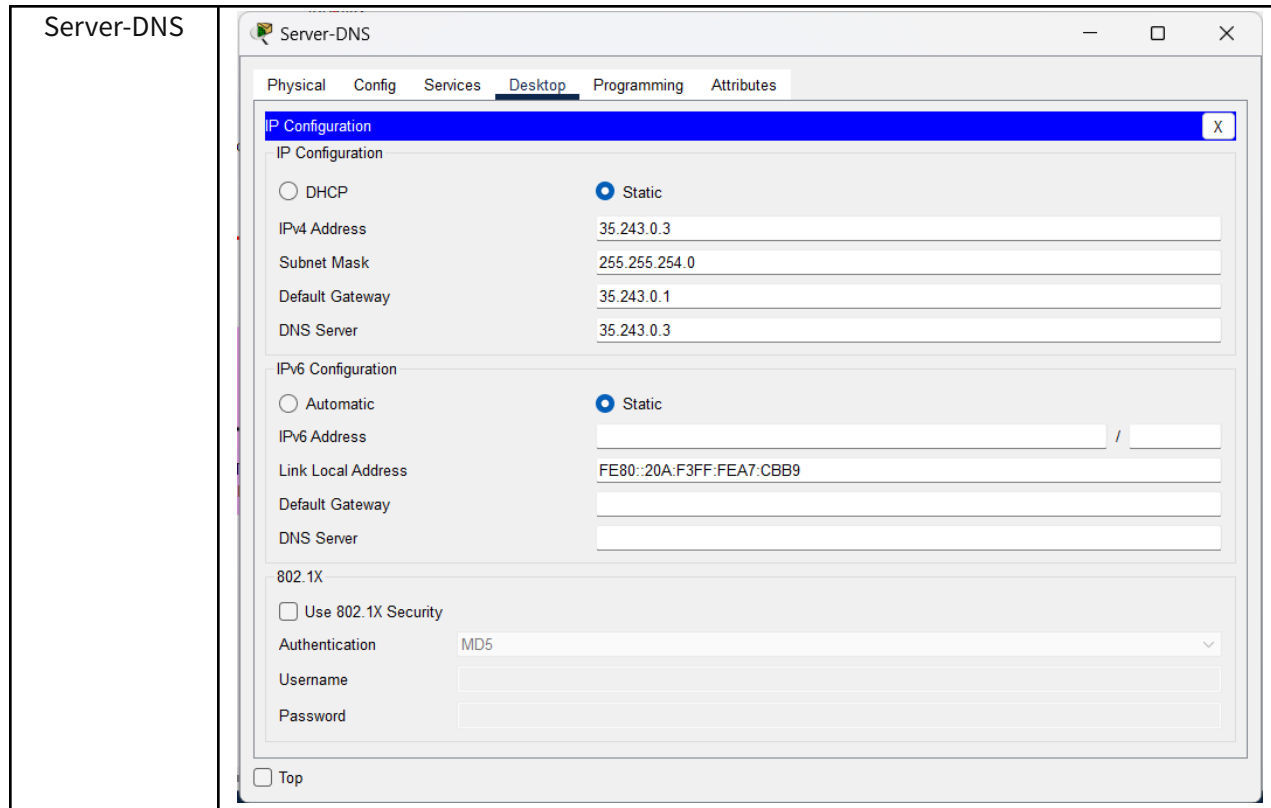 Server-DNS
Server-DNS
Physical Config Services Desktop Programming Attributes
IP Configuration X
IP Configuration
DHCP Static
IPv4 Address 35.243.0.3
Subnet Mask 255.255.254.0
Default Gateway 35.243.0.1
DNS Server 35.243.0.3
IPv6 Configuration
Automatic Static
IPv6 Address /
Link Local Address FE80::20A:F3FF:FEA7:CBB9
Default Gateway
DNS Server
802.1X
Use 802.1X Security
Authentication MD5
Username
Password
Top